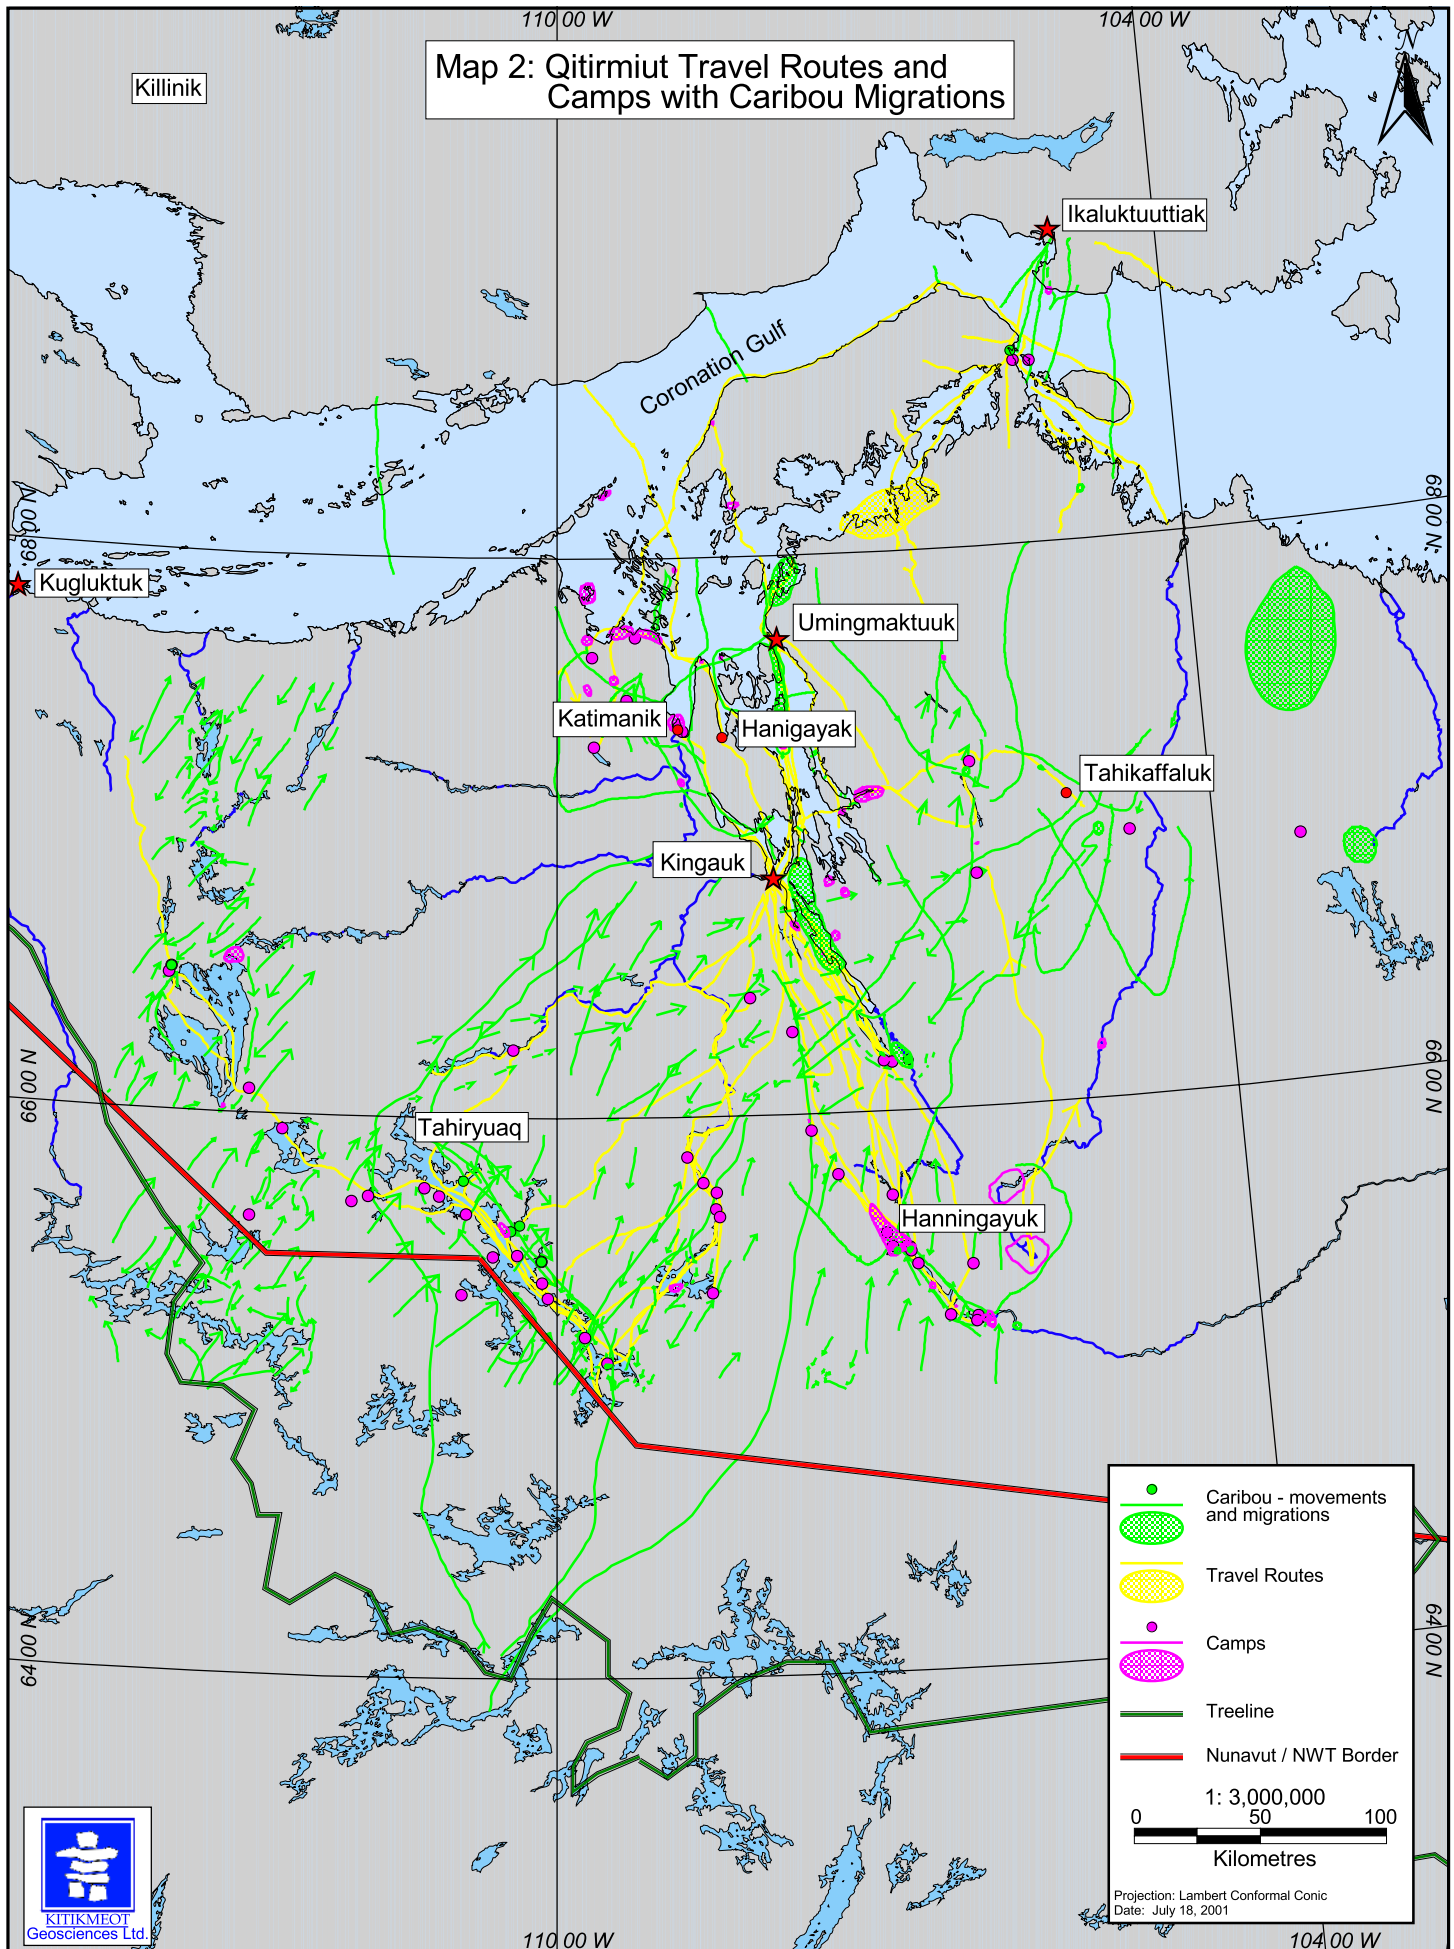 110 00 W
104 00 W
Map 2: Qitirmiut Travel Routes and
Camps with Caribou Migrations
N
Killinik
Ikaluktuuttiak
Coronation Gulf
68 00 N
68 00 N
Kugluktuk
Umingmaktuuk
Katimanik
Hanigayak
Tahikaffaluk
Kingauk
66 00 N
66 00 N
Tahiryuaq
Hanningayuk
Caribou - movements
and migrations
Travel Routes
Camps
Treeline
Nunavut / NWT Border
1: 3,000,000
0 50 100
Kilometres
Projection: Lambert Conformal Conic
Date: July 18, 2001
64 00 N
64 00 N
KITIKMEOT
Geosciences Ltd.
110 00 W
104 00 W